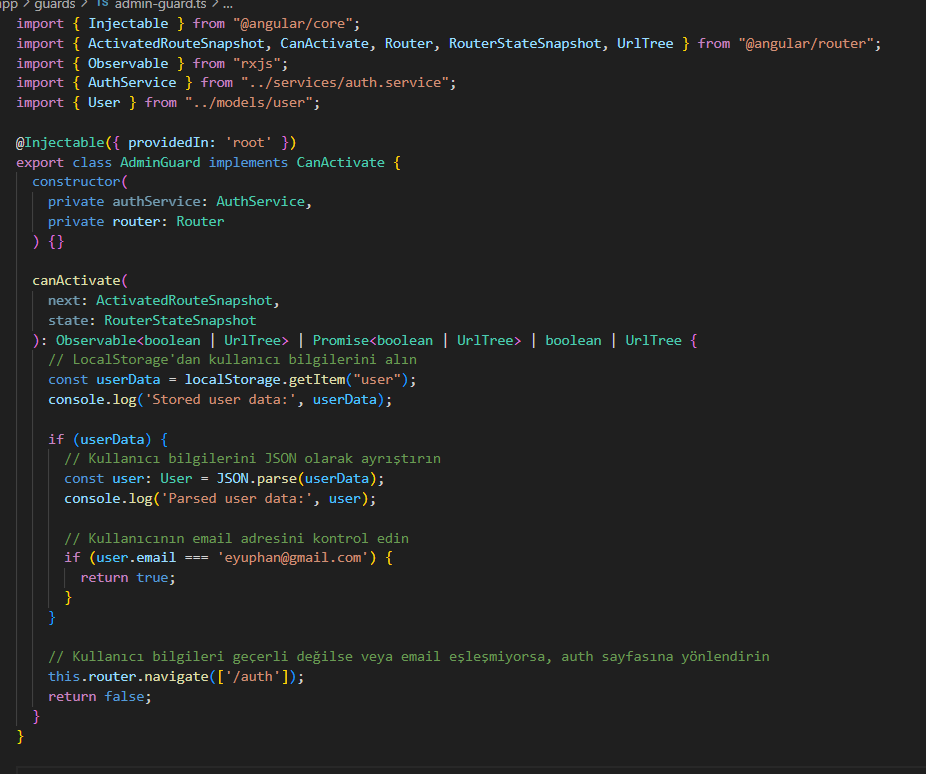 app > guards > TS admin-guard.ts > ...
import { Injectable } from "@angular/core";
import { ActivatedRouteSnapshot, CanActivate, Router, RouterStateSnapshot, UrlTree } from "@angular/router";
import { Observable } from "rxjs";
import { AuthService } from "../services/auth.service";
import { User } from "../models/user";
@Injectable({ providedIn: 'root' })
export class AdminGuard implements CanActivate {
constructor(
private authService: AuthService,
private router: Router
) {}
canActivate(
next: ActivatedRouteSnapshot,
state: RouterStateSnapshot
): Observable<boolean | UrlTree> | Promise<boolean | UrlTree> | boolean | UrlTree {
// LocalStorage'dan kullanıcı bilgilerini alın
const userData = localStorage.getItem("user");
console.log('Stored user data:', userData);
if (userData) {
// Kullanıcı bilgilerini JSON olarak ayrıştırın
const user: User = JSON.parse(userData);
console.log('Parsed user data:', user);
// Kullanıcının email adresini kontrol edin
if (user.email === 'eyuphan@gmail.com') {
return true;
}
}
// Kullanıcı bilgileri geçerli değilse veya email eşleşmiyorsa, auth sayfasına yönlendirin
this.router.navigate(['/auth']);
return false;
}
}